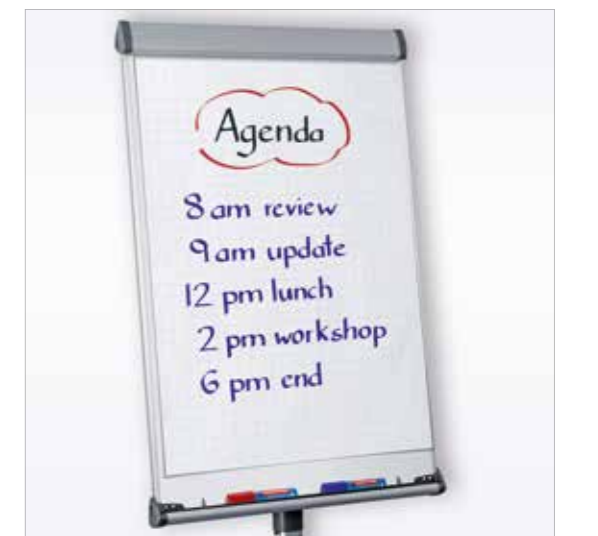 Agenda
8 am review
9 am update
12 pm lunch
2 pm workshop
6 pm end